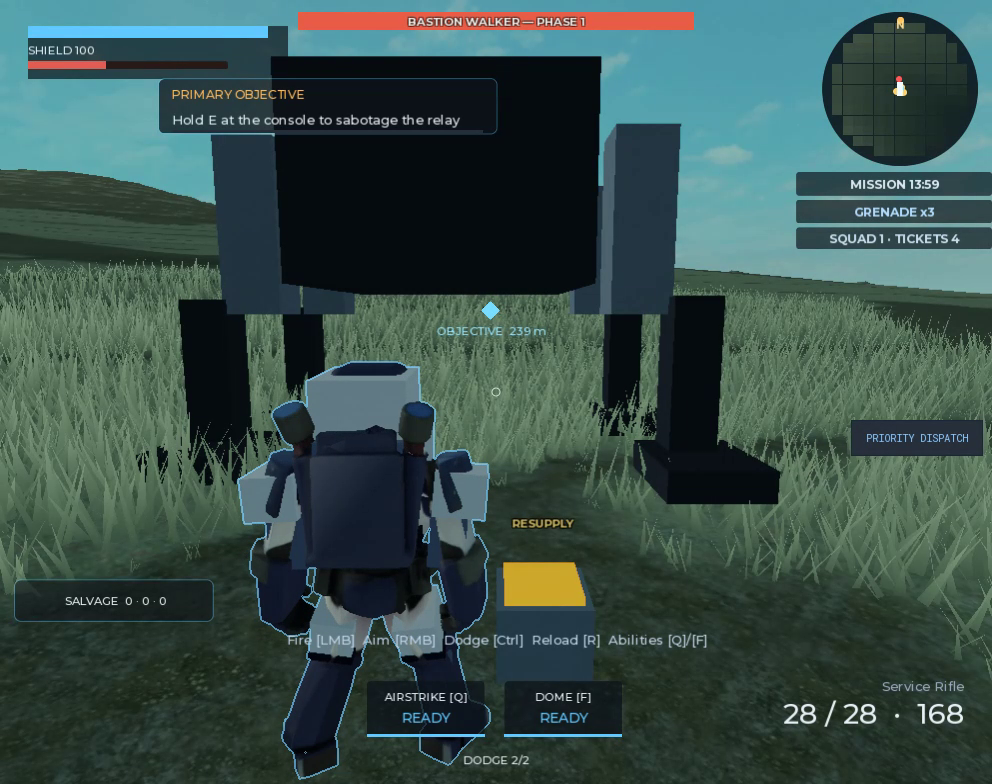 BASTION WALKER — PHASE 1
SHIELD 100
PRIMARY OBJECTIVE
Hold E at the console to sabotage the relay
N
MISSION 13:59
GRENADE x3
SQUAD 1 · TICKETS 4
OBJECTIVE 239 m
PRIORITY DISPATCH
RESUPPLY
SALVAGE 0 · 0 · 0
Fire [LMB] Aim [RMB] Dodge [Ctrl] Reload [R] Abilities [Q]/[F]
AIRSTRIKE [Q]
READY
DOME [F]
READY
Service Rifle
28 / 28 · 168
DODGE 2/2